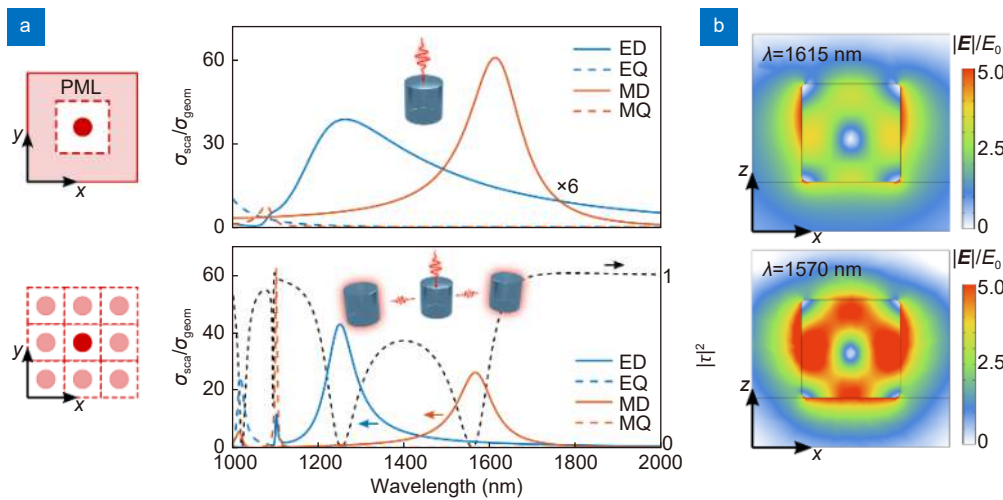 a
PML
y
x
σsca/σgeom
60
30
0
ED
EQ
MD
MQ
×6
y
x
σsca/σgeom
60
40
20
0
1
0
|τ|²
ED
EQ
MD
MQ
1000
1200
1400
1600
1800
2000
Wavelength (nm)
b
λ=1615 nm
|E|/E0
5.0
2.5
0
z
x
λ=1570 nm
|E|/E0
5.0
2.5
0
z
x